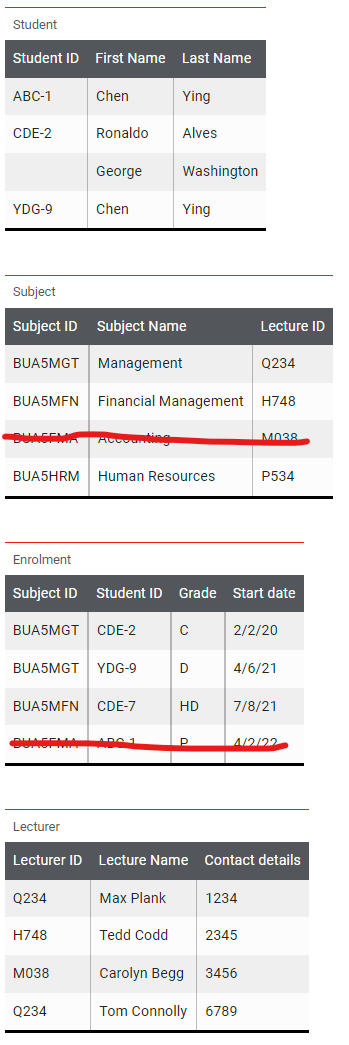 Student
Student ID First Name Last Name
ABC-1 Chen Ying
CDE-2 Ronaldo Alves
George Washington
YDG-9 Chen Ying
Subject
Subject ID Subject Name Lecture ID
BUA5MGT Management Q234
BUA5MFN Financial Management H748
BUA5FMA Accounting M038
BUA5HRM Human Resources P534
Enrolment
Subject ID Student ID Grade Start date
BUA5MGT CDE-2 C 2/2/20
BUA5MGT YDG-9 D 4/6/21
BUA5MFN CDE-7 HD 7/8/21
BUA5FMA ABC-1 P 4/2/22
Lecturer
Lecturer ID Lecture Name Contact details
Q234 Max Plank 1234
H748 Tedd Codd 2345
M038 Carolyn Begg 3456
Q234 Tom Connolly 6789